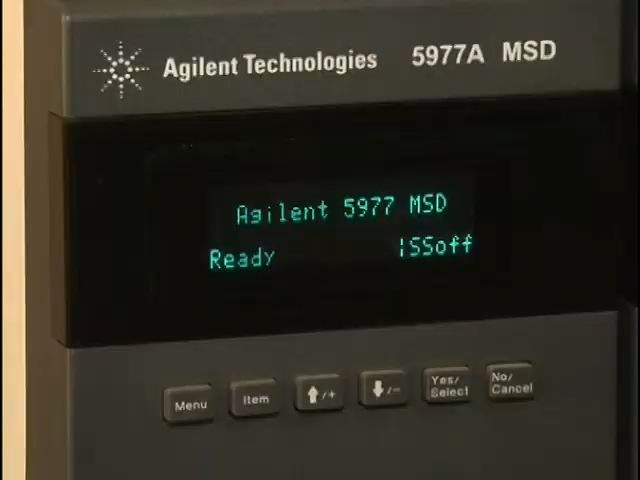 Agilent Technologies 5977A MSD
Agilent 5977 MSD
Ready |SSoff
Menu
Item
⬆/+
⬇/−
Yes/
Select
No/
Cancel